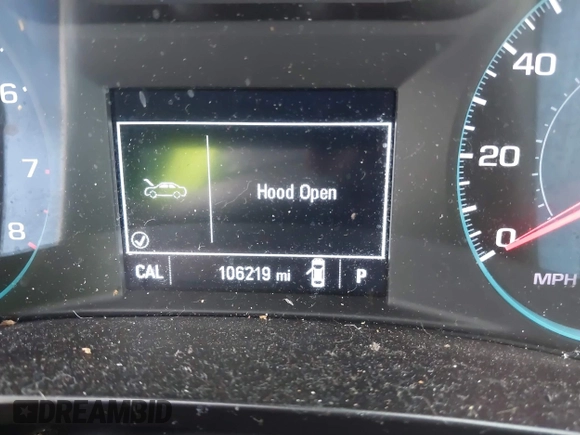 6
7
8
40
20
0
MPH
Hood Open
CAL 106219 mi P
DREAMBID